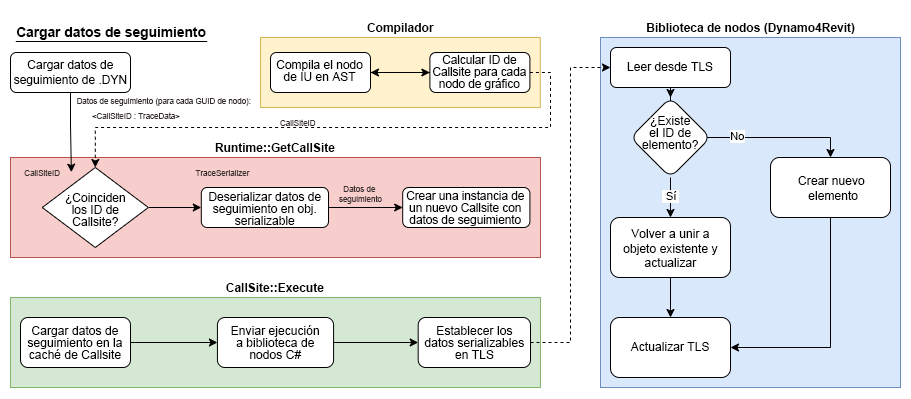 Cargar datos de seguimiento
Cargar datos de
seguimiento de .DYN
Datos de seguimiento (para cada GUID de nodo):
<CallSiteID : TraceData>
Compilador
Compila el nodo
de IU en AST
Calcular ID de
Callsite para cada
nodo de gráfico
CallSiteID
Runtime::GetCallSite
CallSiteID
¿Coinciden
los ID de
Callsite?
TraceSerializer
Deserializar datos de
seguimiento en obj.
serializable
Datos de
seguimiento
Crear una instancia de
un nuevo Callsite con
datos de seguimiento
CallSite::Execute
Cargar datos de
seguimiento en la
caché de Callsite
Enviar ejecución
a biblioteca de
nodos C#
Establecer los
datos serializables
en TLS
Biblioteca de nodos (Dynamo4Revit)
Leer desde TLS
¿Existe
el ID de
elemento?
No
Crear nuevo
elemento
Sí
Volver a unir a
objeto existente y
actualizar
Actualizar TLS